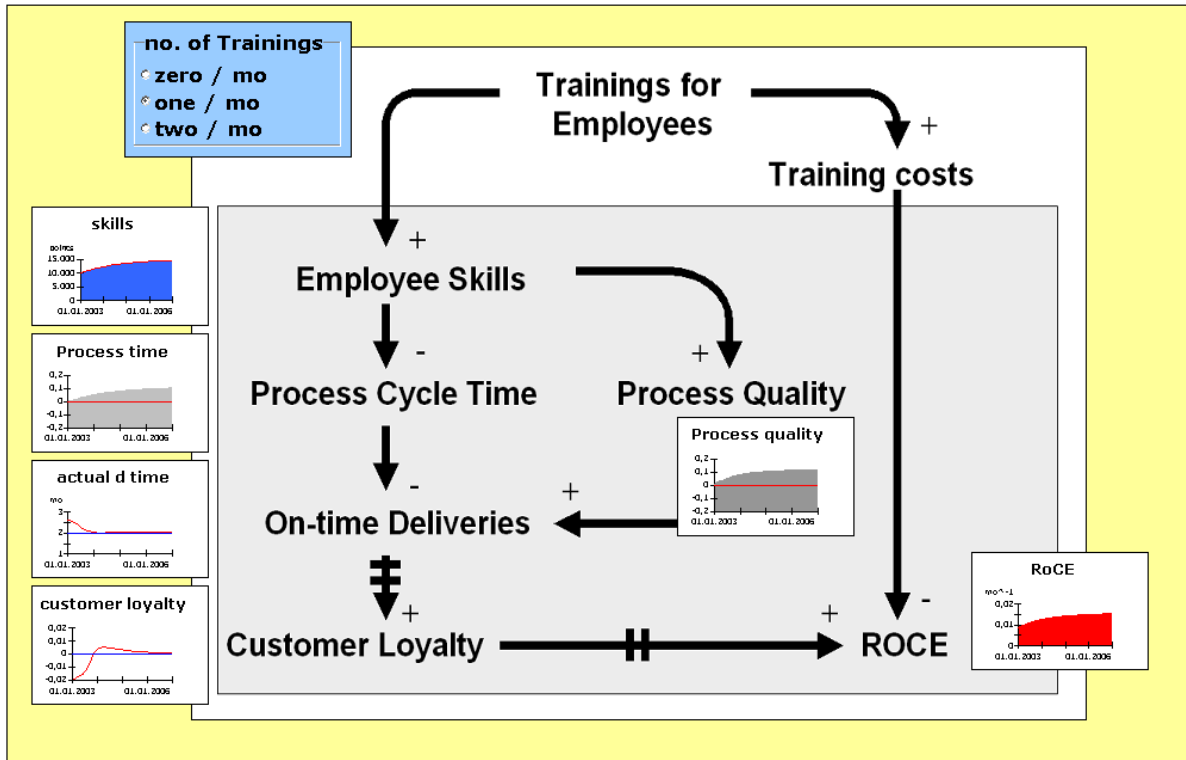 no. of Trainings
zero / mo
one / mo
two / mo
Trainings for
Employees
+
Training costs
skills
points
15.000
10.000
5.000
0
01.01.2003 01.01.2006
+
Employee Skills
Process time
0,2
0,1
0
-0,1
-0,2
01.01.2003 01.01.2006
-
+
Process Cycle Time
Process Quality
Process quality
0,2
0,1
0
-0,1
-0,2
01.01.2003 01.01.2006
actual d time
mo
3
2
1
01.01.2003 01.01.2006
-
+
On-time Deliveries
customer loyalty
0,02
0,01
0
-0,01
-0,02
01.01.2003 01.01.2006
+
Customer Loyalty
+
-
ROCE
RoCE
mo^-1
0,02
0,01
0
01.01.2003 01.01.2006